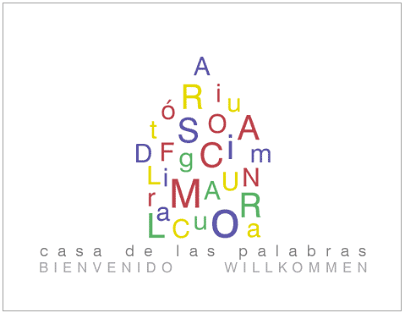 A
R i u
ó
t S O A
D F g C i m
L i A U N
r M
L a C u O R a
casa de las palabras
BIENVENIDO WILLKOMMEN